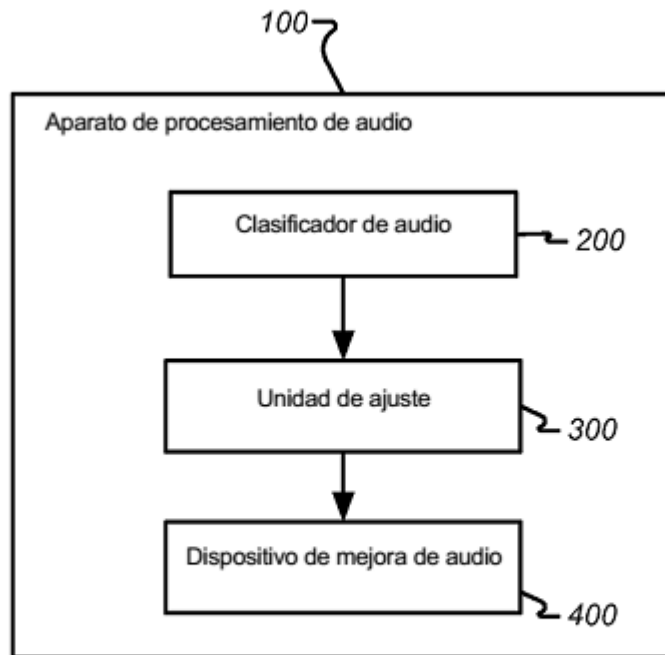 100
Aparato de procesamiento de audio
Clasificador de audio
200
Unidad de ajuste
300
Dispositivo de mejora de audio
400